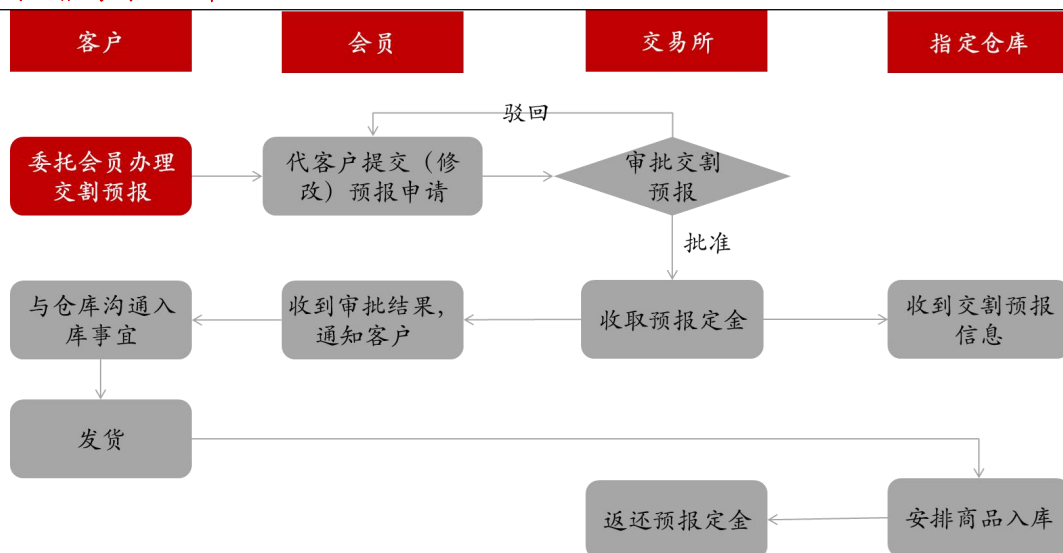 客户
会员
交易所
指定仓库
驳回
委托会员办理
交割预报
代客户提交（修
改）预报申请
审批交割
预报
批准
与仓库沟通入
库事宜
收到审批结果，
通知客户
收取预报定金
收到交割预报
信息
发货
返还预报定金
安排商品入库